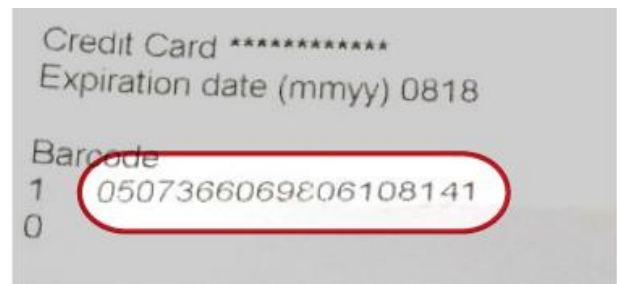 Credit Card ************
Expiration date (mmyy) 0818
Barcode
1 0507366069806108141
0